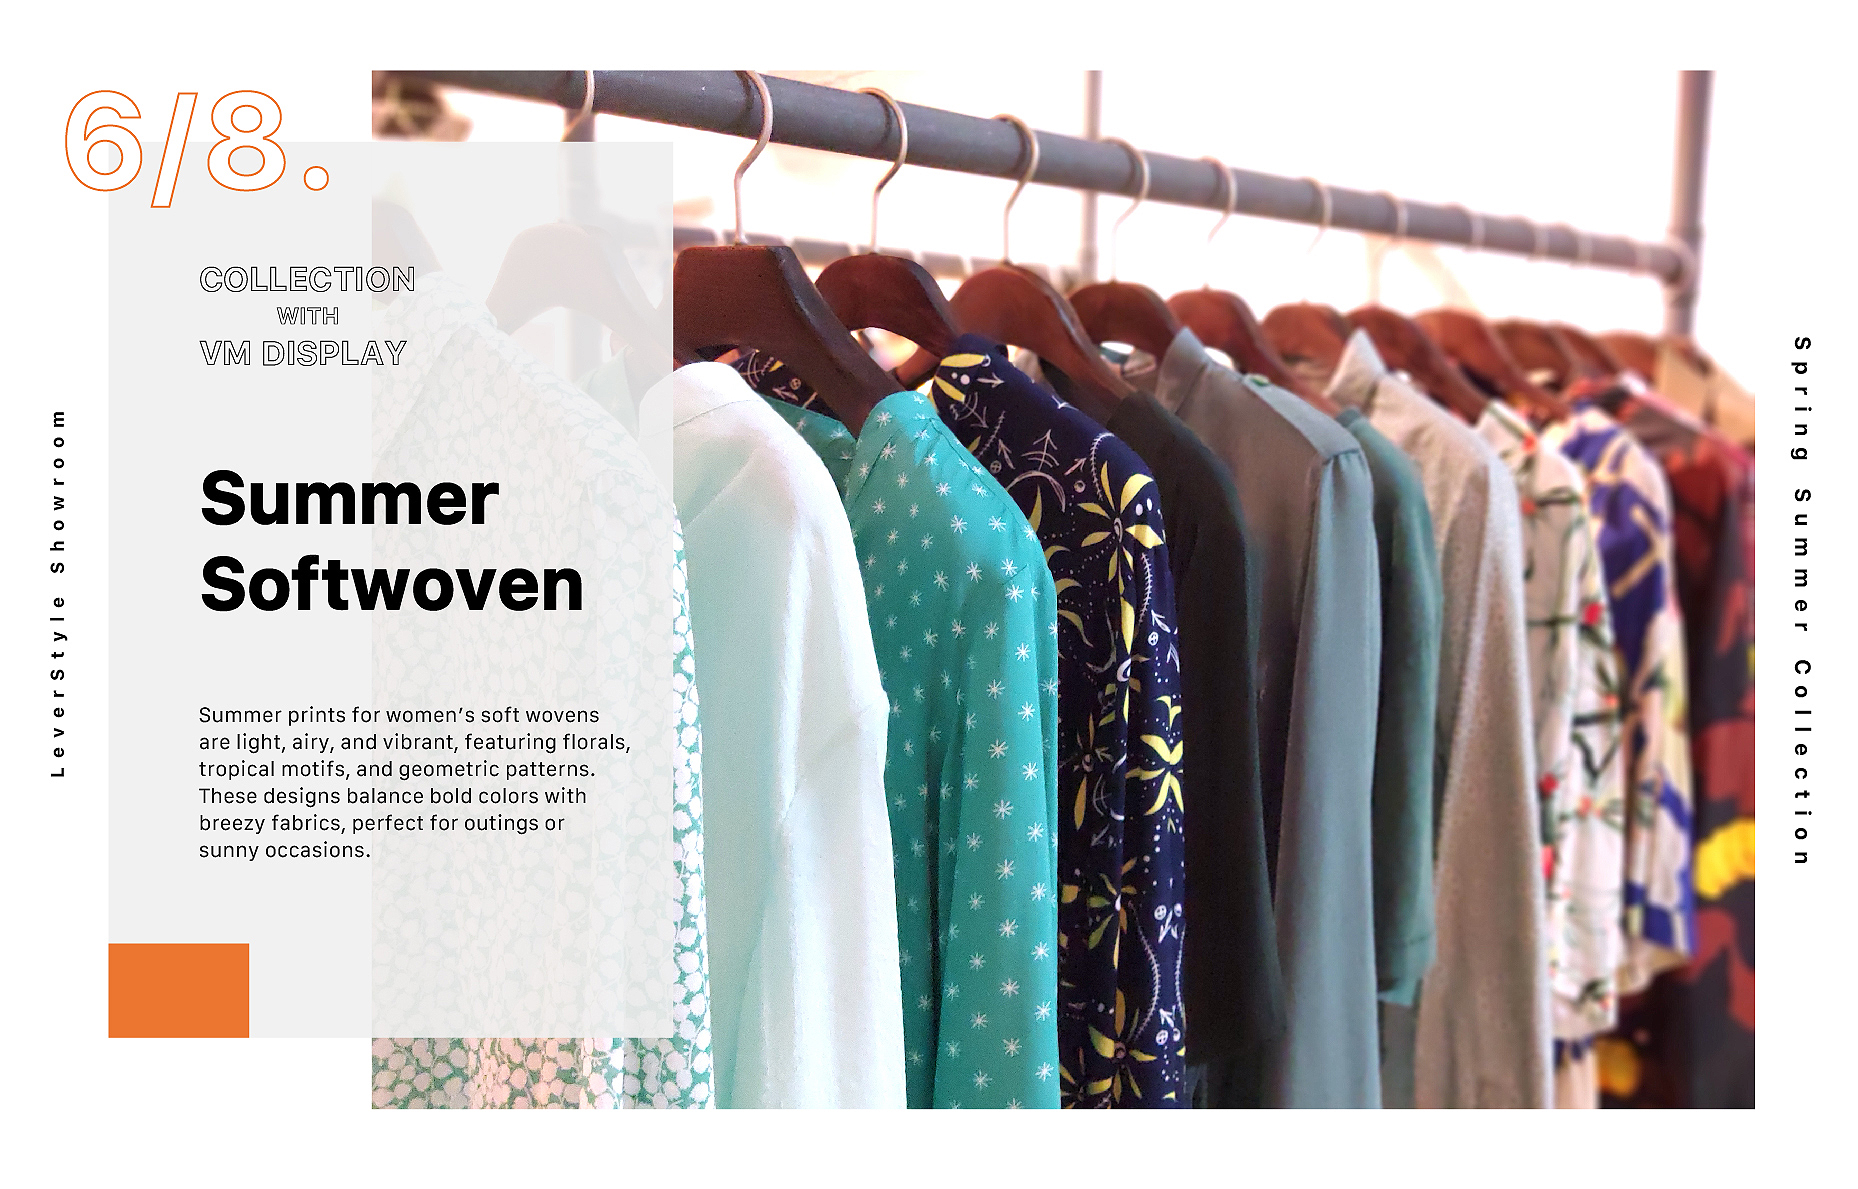 6/8.
COLLECTION
WITH
VM DISPLAY
Summer
Softwoven
Summer prints for women’s soft wovens
are light, airy, and vibrant, featuring florals,
tropical motifs, and geometric patterns.
These designs balance bold colors with
breezy fabrics, perfect for outings or
sunny occasions.
LeverStyle Showroom
Spring Summer Collection